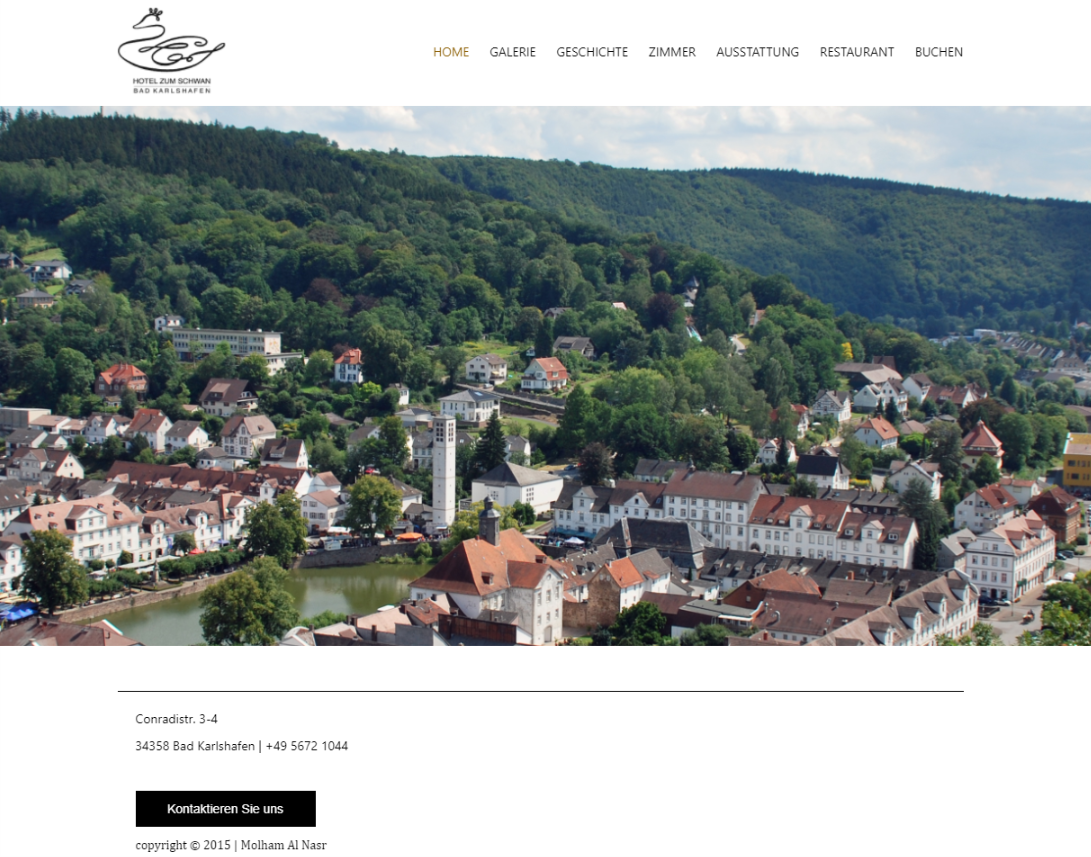 HOTEL ZUM SCHWAN
BAD KARLSHAFEN
HOME GALERIE GESCHICHTE ZIMMER AUSSTATTUNG RESTAURANT BUCHEN
Conradistr. 3-4
34358 Bad Karlshafen | +49 5672 1044
Kontaktieren Sie uns
copyright © 2015 | Molham Al Nasr